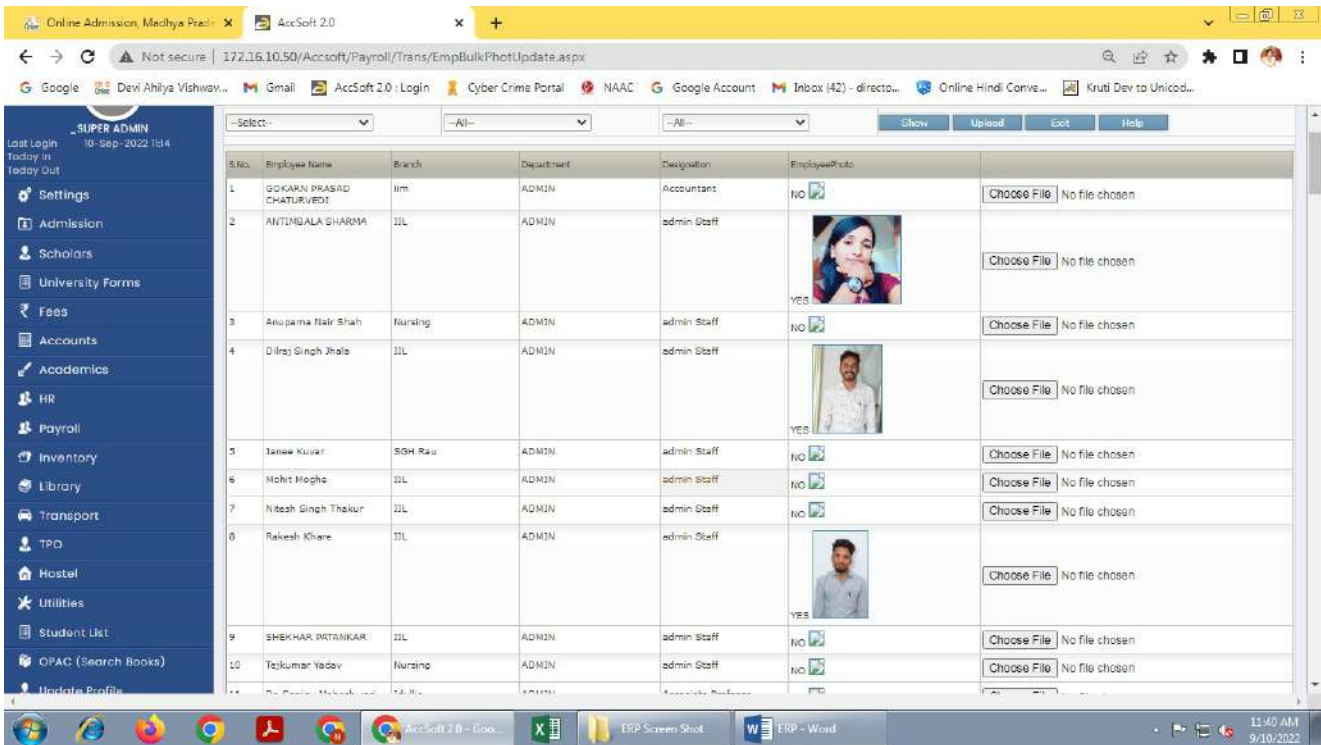 Online Admission, Madhya Prade
AccSoft 2.0
Not secure | 172.16.10.50/Accsoft/Payroll/Trans/EmpBulkPhotUpdate.aspx
Google Devi Ahilya Vishwav... Gmail AccSoft 2.0 : Login Cyber Crime Portal NAAC Google Account Inbox (42) - directo... Online Hindi Conve... Kruti Dev to Unicod...
_SUPER ADMIN
Last Login 10-Sep-2022 11:14
Today In
Today Out
Settings
Admission
Scholars
University Forms
Fees
Accounts
Academics
HR
Payroll
Inventory
Library
Transport
TPO
Hostel
Utilities
Student List
OPAC (Search Books)
Update Profile
--Select-- --All-- --All-- Show Upload Exit Help
S.No. Employee Name Branch Department Designation EmployeePhoto
1 GOKARN PRASAD CHATURVEDI iim ADMIN Accountant NO Choose File No file chosen
2 ANTIMBALA SHARMA IIL ADMIN admin Staff YES Choose File No file chosen
3 Anupama Nair Shah Nursing ADMIN admin Staff NO Choose File No file chosen
4 Dilraj Singh Jhala IIL ADMIN admin Staff YES Choose File No file chosen
5 Janee Kuvar SGH Rau ADMIN admin Staff NO Choose File No file chosen
6 Mohit Moghe IIL ADMIN admin Staff NO Choose File No file chosen
7 Nitesh Singh Thakur IIL ADMIN admin Staff NO Choose File No file chosen
8 Rakesh Khare IIL ADMIN admin Staff YES Choose File No file chosen
9 SHEKHAR PATANKAR IIL ADMIN admin Staff NO Choose File No file chosen
10 Tejkumar Yadav Nursing ADMIN admin Staff NO Choose File No file chosen
AccSoft 2.0 - Goo...
ERP Screen Shot
ERP - Word
11:40 AM
9/10/2022